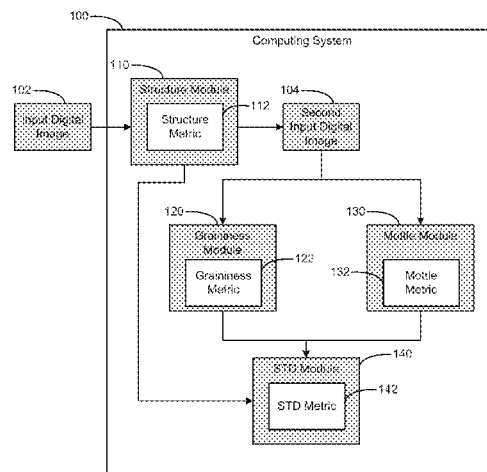 100
Computing System
110
102
104
Structure Module
112
Input Digital
Image
Structure
Metric
Second
Input Digital
Image
120
130
Graininess
Module
Mottle Module
122
132
Graininess
Metric
Mottle
Metric
140
STD Module
142
STD Metric